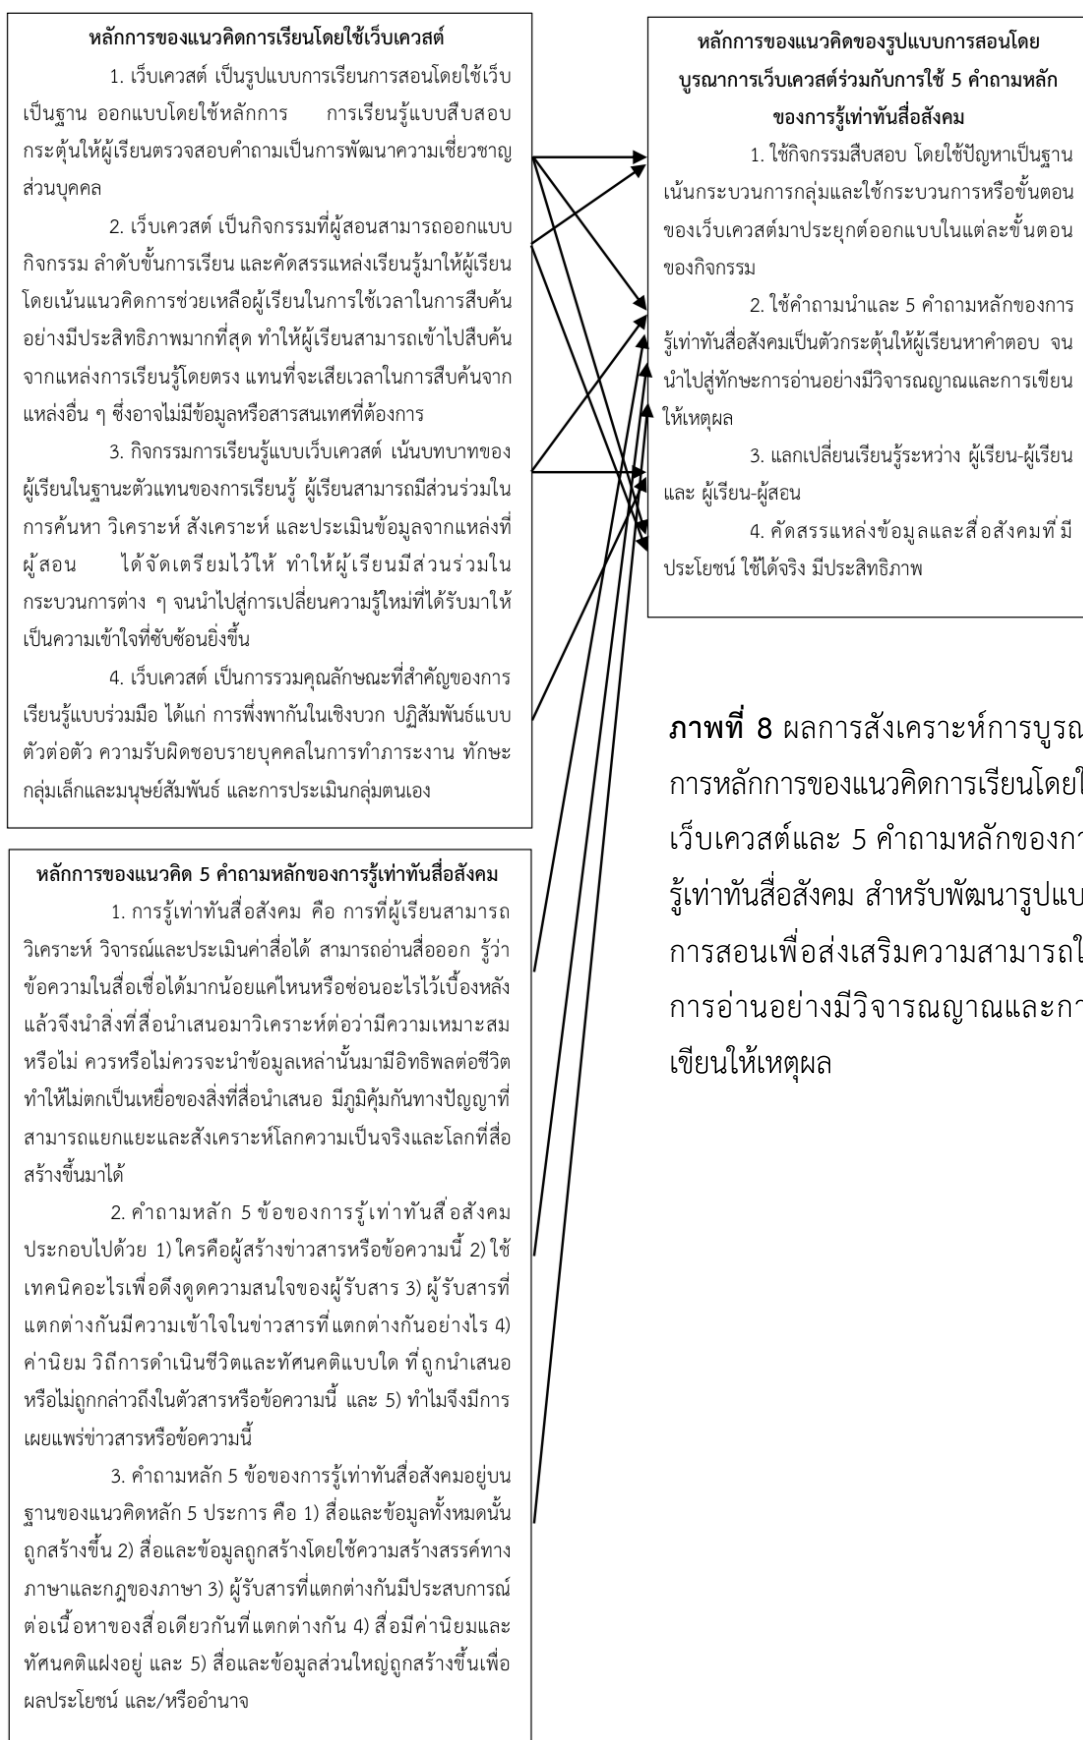 หลักการของแนวคิดการเรียนโดยใช้เว็บเควสต์
1. เว็บเควสต์ เป็นรูปแบบการเรียนการสอนโดยใช้เว็บ
เป็นฐาน ออกแบบโดยใช้หลักการ การเรียนรู้แบบสืบสอบ
กระตุ้นให้ผู้เรียนตรวจสอบคำถามเป็นการพัฒนาความเชี่ยวชาญ
ส่วนบุคคล
2. เว็บเควสต์ เป็นกิจกรรมที่ผู้สอนสามารถออกแบบ
กิจกรรม ลำดับขั้นการเรียน และคัดสรรแหล่งเรียนรู้มาให้ผู้เรียน
โดยเน้นแนวคิดการช่วยเหลือผู้เรียนในการใช้เวลาในการสืบค้น
อย่างมีประสิทธิภาพมากที่สุด ทำให้ผู้เรียนสามารถเข้าไปสืบค้น
จากแหล่งการเรียนรู้โดยตรง แทนที่จะเสียเวลาในการสืบค้นจาก
แหล่งอื่น ๆ ซึ่งอาจไม่มีข้อมูลหรือสารสนเทศที่ต้องการ
3. กิจกรรมการเรียนรู้แบบเว็บเควสต์ เน้นบทบาทของ
ผู้เรียนในฐานะตัวแทนของการเรียนรู้ ผู้เรียนสามารถมีส่วนร่วมใน
การค้นหา วิเคราะห์ สังเคราะห์ และประเมินข้อมูลจากแหล่งที่
ผู้สอน ได้จัดเตรียมไว้ให้ ทำให้ผู้เรียนมีส่วนร่วมใน
กระบวนการต่าง ๆ จนนำไปสู่การเปลี่ยนความรู้ใหม่ที่ได้รับมาให้
เป็นความเข้าใจที่ซับซ้อนยิ่งขึ้น
4. เว็บเควสต์ เป็นการรวมคุณลักษณะที่สำคัญของการ
เรียนรู้แบบร่วมมือ ได้แก่ การพึ่งพากันในเชิงบวก ปฏิสัมพันธ์แบบ
ตัวต่อตัว ความรับผิดชอบรายบุคคลในการทำภาระงาน ทักษะ
กลุ่มเล็กและมนุษย์สัมพันธ์ และการประเมินกลุ่มตนเอง
หลักการของแนวคิด 5 คำถามหลักของการรู้เท่าทันสื่อสังคม
1. การรู้เท่าทันสื่อสังคม คือ การที่ผู้เรียนสามารถ
วิเคราะห์ วิจารณ์และประเมินค่าสื่อได้ สามารถอ่านสื่อออก รู้ว่า
ข้อความในสื่อเชื่อได้มากน้อยแค่ไหนหรือซ่อนอะไรไว้เบื้องหลัง
แล้วจึงนำสิ่งที่สื่อนำเสนอมาวิเคราะห์ต่อว่ามีความเหมาะสม
หรือไม่ ควรหรือไม่ควรจะนำข้อมูลเหล่านั้นมามีอิทธิพลต่อชีวิต
ทำให้ไม่ตกเป็นเหยื่อของสิ่งที่สื่อนำเสนอ มีภูมิคุ้มกันทางปัญญาที่
สามารถแยกแยะและสังเคราะห์โลกความเป็นจริงและโลกที่สื่อ
สร้างขึ้นมาได้
2. คำถามหลัก 5 ข้อของการรู้เท่าทันสื่อสังคม
ประกอบไปด้วย 1) ใครคือผู้สร้างข่าวสารหรือข้อความนี้ 2) ใช้
เทคนิคอะไรเพื่อดึงดูดความสนใจของผู้รับสาร 3) ผู้รับสารที่
แตกต่างกันมีความเข้าใจในข่าวสารที่แตกต่างกันอย่างไร 4)
ค่านิยม วิถีการดำเนินชีวิตและทัศนคติแบบใด ที่ถูกนำเสนอ
หรือไม่ถูกกล่าวถึงในตัวสารหรือข้อความนี้ และ 5) ทำไมจึงมีการ
เผยแพร่ข่าวสารหรือข้อความนี้
3. คำถามหลัก 5 ข้อของการรู้เท่าทันสื่อสังคมอยู่บน
ฐานของแนวคิดหลัก 5 ประการ คือ 1) สื่อและข้อมูลทั้งหมดนั้น
ถูกสร้างขึ้น 2) สื่อและข้อมูลถูกสร้างโดยใช้ความสร้างสรรค์ทาง
ภาษาและกฎของภาษา 3) ผู้รับสารที่แตกต่างกันมีประสบการณ์
ต่อเนื้อหาของสื่อเดียวกันที่แตกต่างกัน 4) สื่อมีค่านิยมและ
ทัศนคติแฝงอยู่ และ 5) สื่อและข้อมูลส่วนใหญ่ถูกสร้างขึ้นเพื่อ
ผลประโยชน์ และ/หรืออำนาจ
หลักการของแนวคิดของรูปแบบการสอนโดย
บูรณาการเว็บเควสต์ร่วมกับการใช้ 5 คำถามหลัก
ของการรู้เท่าทันสื่อสังคม
1. ใช้กิจกรรมสืบสอบ โดยใช้ปัญหาเป็นฐาน
เน้นกระบวนการกลุ่มและใช้กระบวนการหรือขั้นตอน
ของเว็บเควสต์มาประยุกต์ออกแบบในแต่ละขั้นตอน
ของกิจกรรม
2. ใช้คำถามนำและ 5 คำถามหลักของการ
รู้เท่าทันสื่อสังคมเป็นตัวกระตุ้นให้ผู้เรียนหาคำตอบ จน
นำไปสู่ทักษะการอ่านอย่างมีวิจารณญาณและการเขียน
ให้เหตุผล
3. แลกเปลี่ยนเรียนรู้ระหว่าง ผู้เรียน-ผู้เรียน
และ ผู้เรียน-ผู้สอน
4. คัดสรรแหล่งข้อมูลและสื่อสังคมที่มี
ประโยชน์ ใช้ได้จริง มีประสิทธิภาพ
ภาพที่ 8 ผลการสังเคราะห์การบูรณ
การหลักการของแนวคิดการเรียนโดย
เว็บเควสต์และ 5 คำถามหลักของ
รู้เท่าทันสื่อสังคม สำหรับพัฒนา
การสอนเพื่อส่งเสริมความสามารถ
การอ่านอย่างมีวิจารณญาณและ
เขียนให้เหตุผล